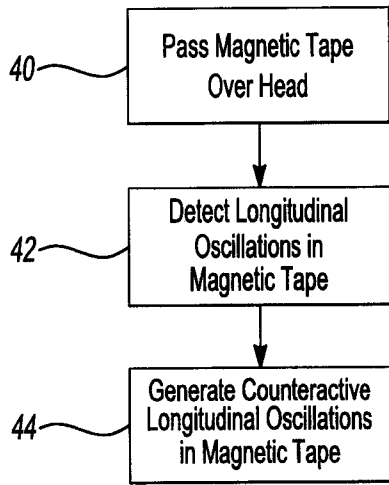 40
Pass Magnetic Tape
Over Head
42
Detect Longitudinal
Oscillations in
Magnetic Tape
44
Generate Counteractive
Longitudinal Oscillations
in Magnetic Tape